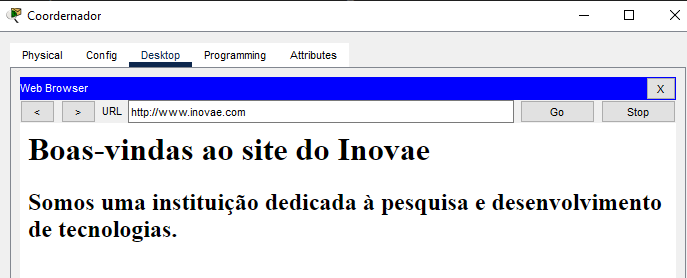 Coordernador
Physical Config Desktop Programming Attributes
Web Browser X
< > URL http://www.inovae.com Go Stop
Boas-vindas ao site do Inovae
Somos uma instituição dedicada à pesquisa e desenvolvimento
de tecnologias.